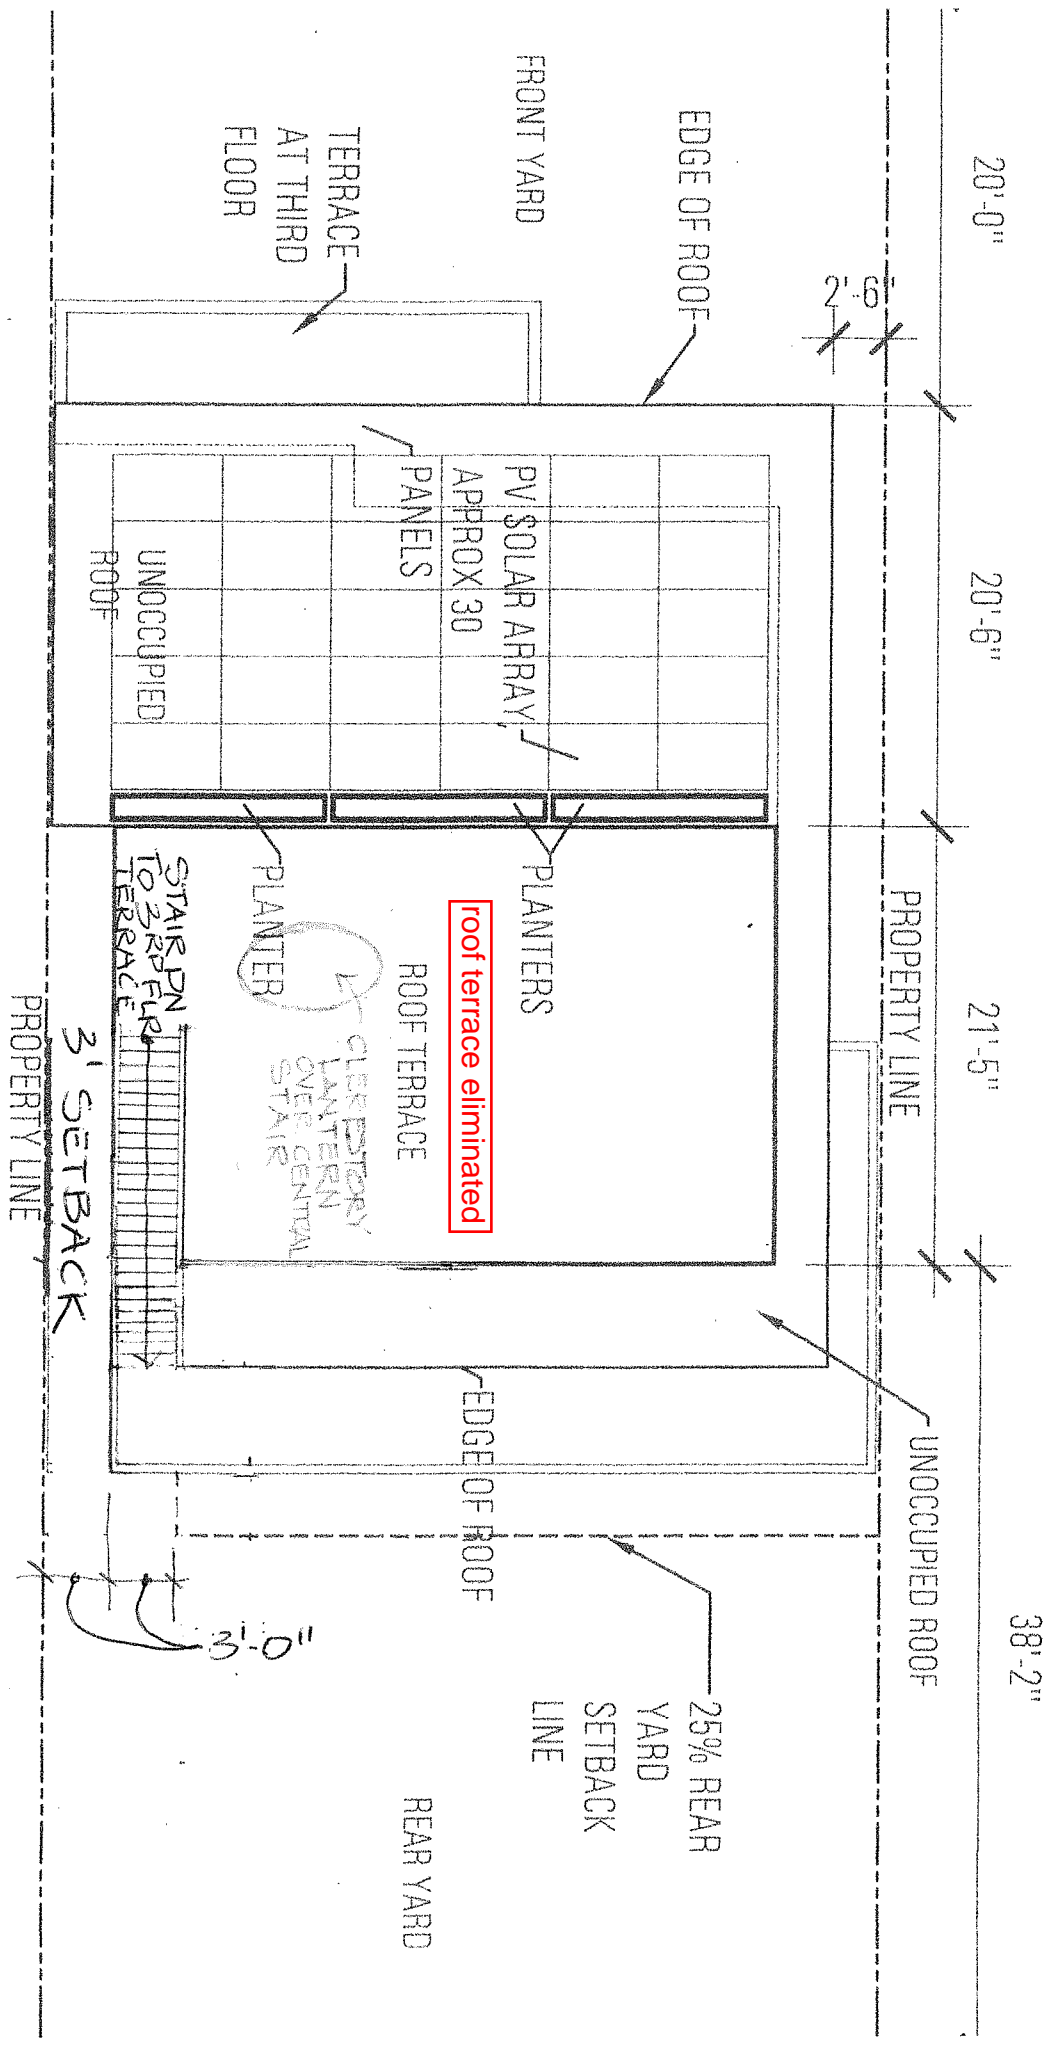 20'-0"
20'-6"
21'-5"
38'-2"
2'-6"
EDGE OF ROOF
FRONT YARD
TERRACE
AT THIRD
FLOOR
PV SOLAR ARRAY,
APPROX 30
PANELS
UNOCCUPIED
ROOF
PROPERTY LINE
PLANTERS
PLANTER
roof terrace eliminated
ROOF TERRACE
CLERESTORY
LANTERN
OVER CENTRAL
STAIR
STAIR DN
TO 3RD FLR
TERRACE
3' SETBACK
PROPERTY LINE
UNOCCUPIED ROOF
EDGE OF ROOF
3'-0"
25% REAR
YARD
SETBACK
LINE
REAR YARD